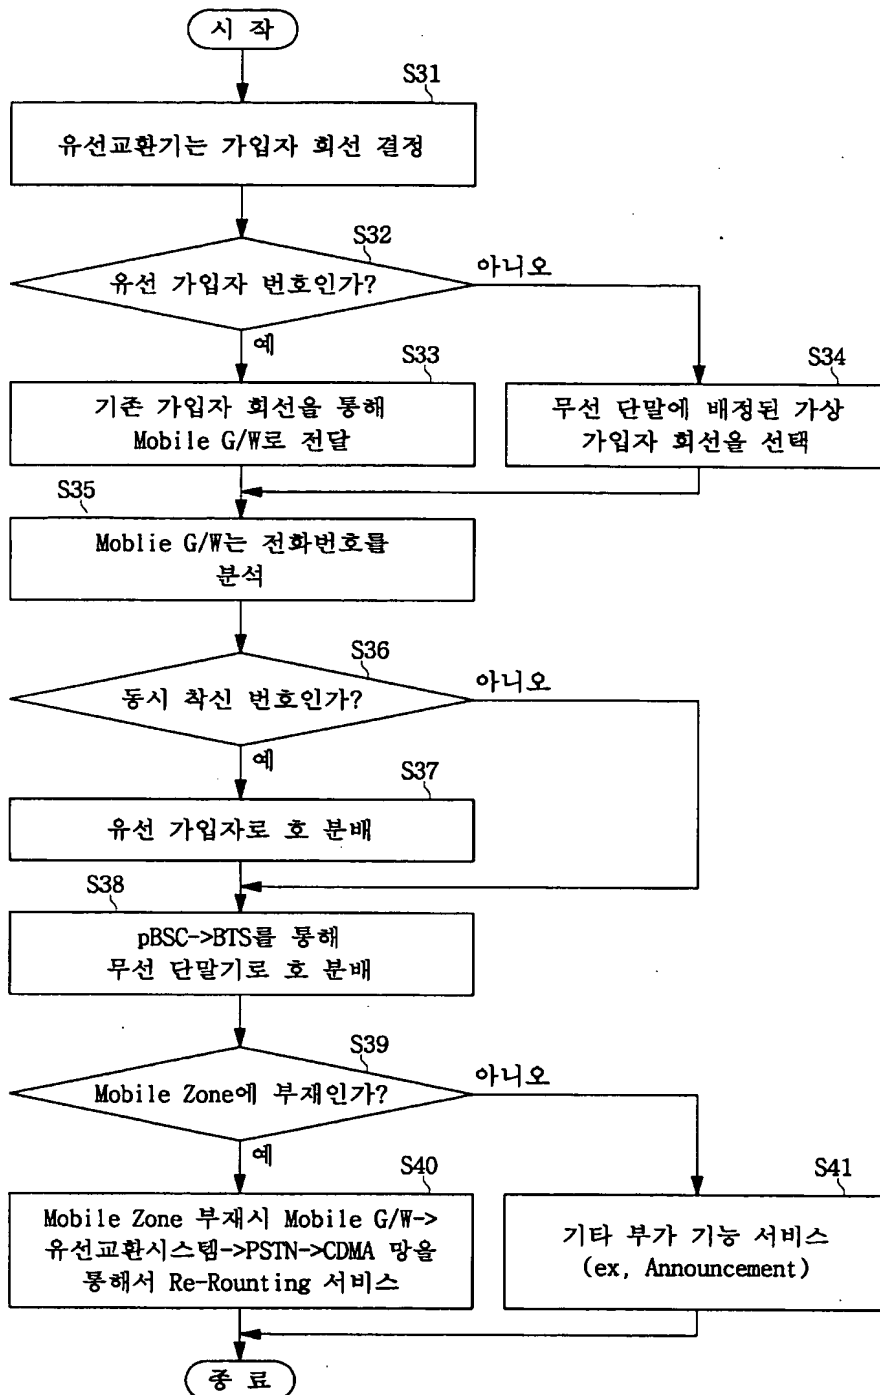 시 작
S31
유선교환기는 가입자 회선 결정
S32
유선 가입자 번호인가?
아니오
예
S33
기존 가입자 회선을 통해
Mobile G/W로 전달
S34
무선 단말에 배정된 가상
가입자 회선을 선택
S35
Moblie G/W는 전화번호를
분석
S36
동시 착신 번호인가?
아니오
예
S37
유선 가입자로 호 분배
S38
pBSC->BTS를 통해
무선 단말기로 호 분배
S39
Mobile Zone에 부재인가?
아니오
예
S40
Mobile Zone 부재시 Mobile G/W->
유선교환시스템->PSTN->CDMA 망을
통해서 Re-Rounting 서비스
S41
기타 부가 기능 서비스
(ex, Announcement)
종 료